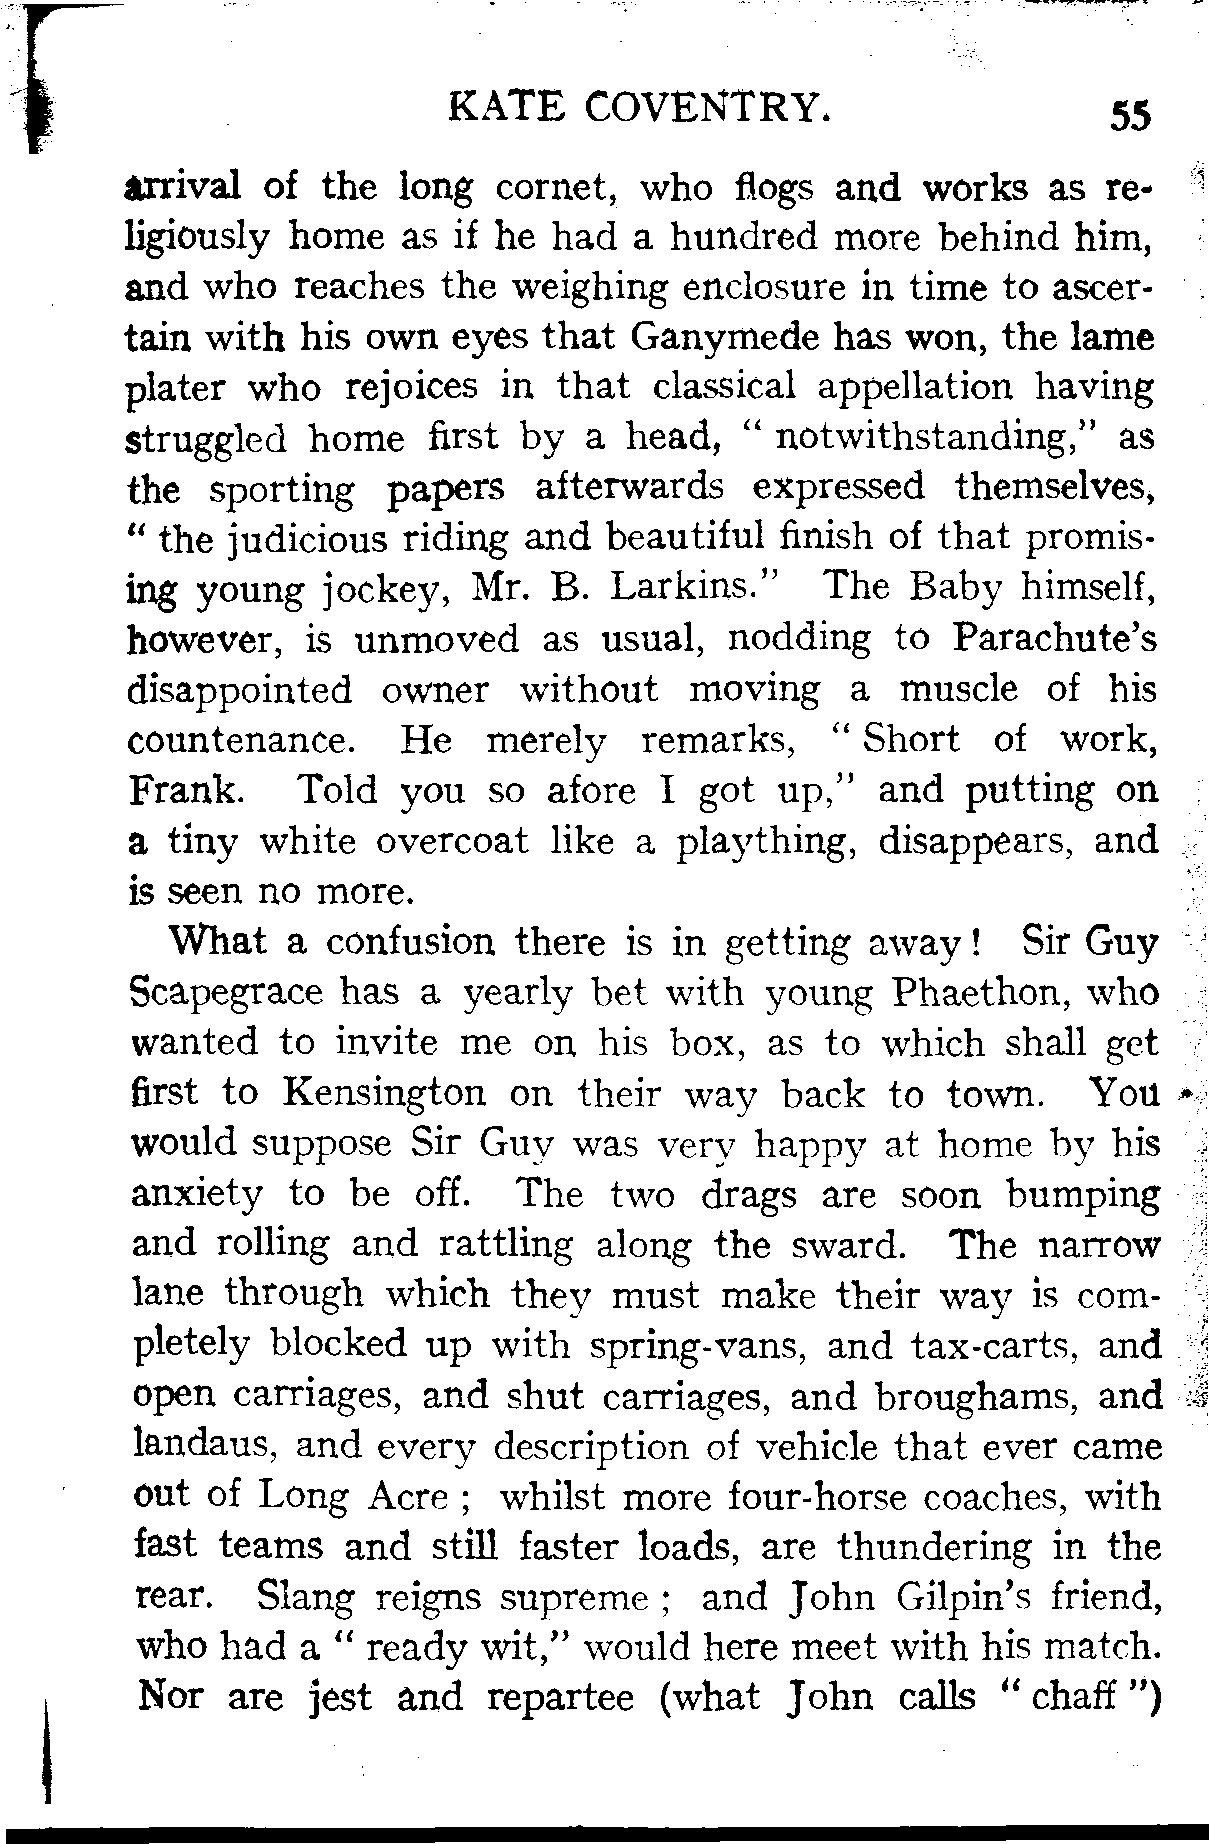 KATE COVENTRY. 55
arrival of the long cornet, who flogs and works as re-
ligiously home as if he had a hundred more behind him,
and who reaches the weighing enclosure in time to ascer-
tain with his own eyes that Ganymede has won, the lame
plater who rejoices in that classical appellation having
struggled home first by a head, “ notwithstanding,” as
the sporting papers afterwards expressed themselves,
“ the judicious riding and beautiful finish of that promis-
ing young jockey, Mr. B. Larkins.” The Baby himself,
however, is unmoved as usual, nodding to Parachute’s
disappointed owner without moving a muscle of his
countenance. He merely remarks, “ Short of work,
Frank. Told you so afore I got up,” and putting on
a tiny white overcoat like a plaything, disappears, and
is seen no more.
What a confusion there is in getting away ! Sir Guy
Scapegrace has a yearly bet with young Phaethon, who
wanted to invite me on his box, as to which shall get
first to Kensington on their way back to town. You
would suppose Sir Guy was very happy at home by his
anxiety to be off. The two drags are soon bumping
and rolling and rattling along the sward. The narrow
lane through which they must make their way is com-
pletely blocked up with spring-vans, and tax-carts, and
open carriages, and shut carriages, and broughams, and
landaus, and every description of vehicle that ever came
out of Long Acre ; whilst more four-horse coaches, with
fast teams and still faster loads, are thundering in the
rear. Slang reigns supreme ; and John Gilpin’s friend,
who had a “ ready wit,” would here meet with his match.
Nor are jest and repartee (what John calls “ chaff ”)